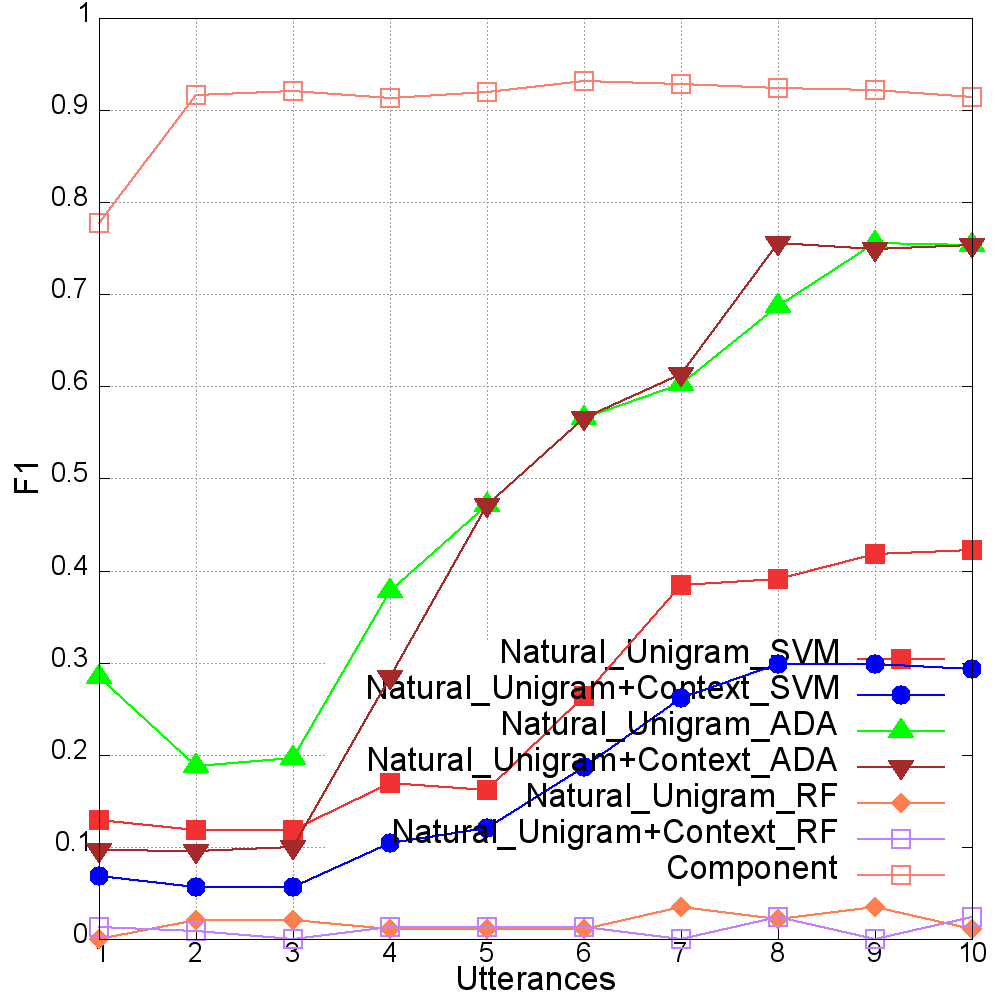 1
0.9
0.8
0.7
0.6
0.5
0.4
0.3
0.2
0.1
0
F1
Natural_Unigram_SVM
Natural_Unigram+Context_SVM
Natural_Unigram_ADA
Natural_Unigram+Context_ADA
Natural_Unigram_RF
Natural_Unigram+Context_RF
Component
1 2 3 4 5 6 7 8 9 10
Utterances